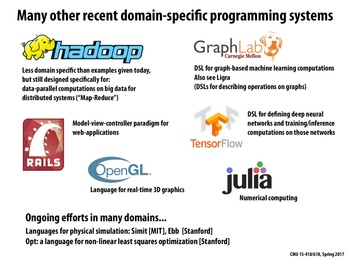 Many other recent domain-specific programming systems
hadoop
Less domain specific than examples given today,
but still designed specifically for:
data-parallel computations on big data for
distributed systems (“Map-Reduce”)
GraphLab
Carnegie Mellon
DSL for graph-based machine learning computations
Also see Ligra
(DSLs for describing operations on graphs)
RAILS
Model-view-controller paradigm for
web-applications
TensorFlow
DSL for defining deep neural
networks and training/inference
computations on those networks
OpenGL
Language for real-time 3D graphics
julia
Numerical computing
Ongoing efforts in many domains...
Languages for physical simulation: Simit [MIT], Ebb [Stanford]
Opt: a language for non-linear least squares optimization [Stanford]
CMU 15-418/618, Spring 2017